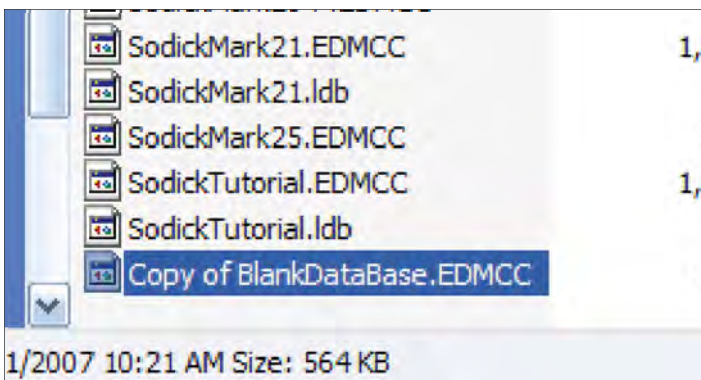 SodickMark21.EDMCC 1,
SodickMark21.ldb
SodickMark25.EDMCC
SodickTutorial.EDMCC 1,
SodickTutorial.ldb
Copy of BlankDataBase.EDMCC
1/2007 10:21 AM Size: 564 KB